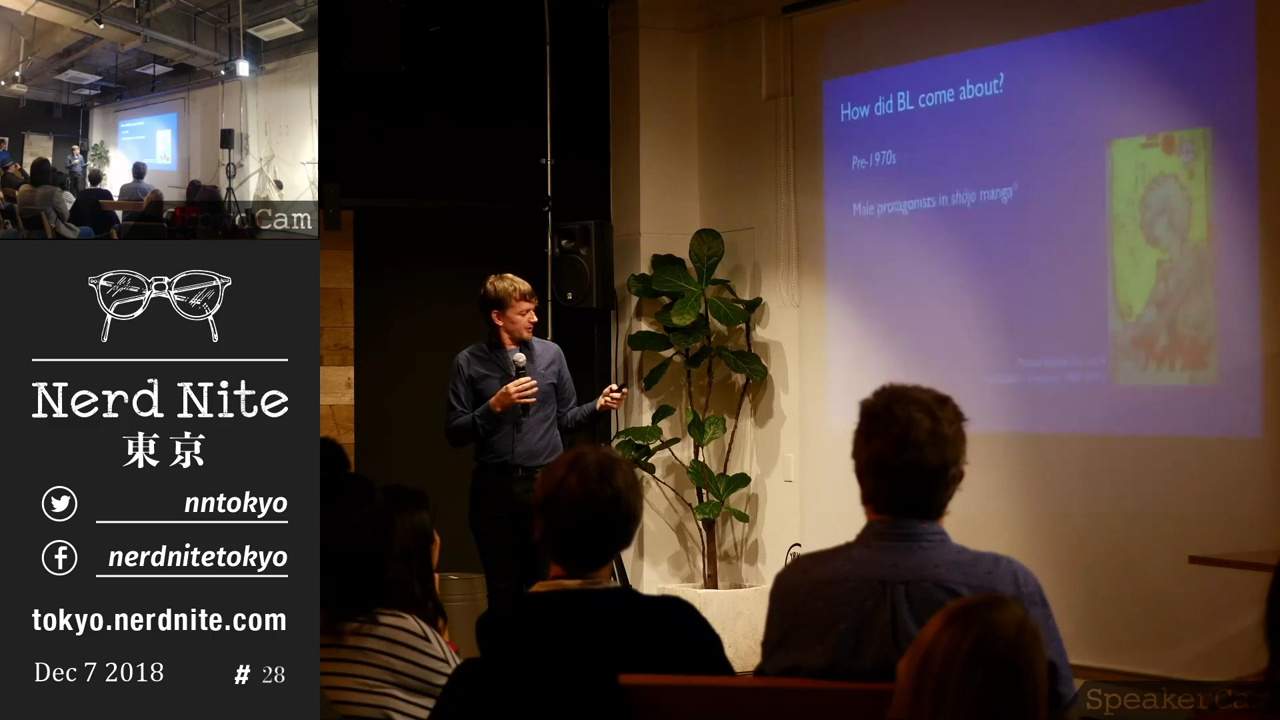 Nerd Nite
東京
nntokyo
nerdnitetokyo
tokyo.nerdnite.com
Dec 7 2018
# 28
How did BL come about?
Pre-1970s
Male protagonists in shojo manga
SpeakerCam